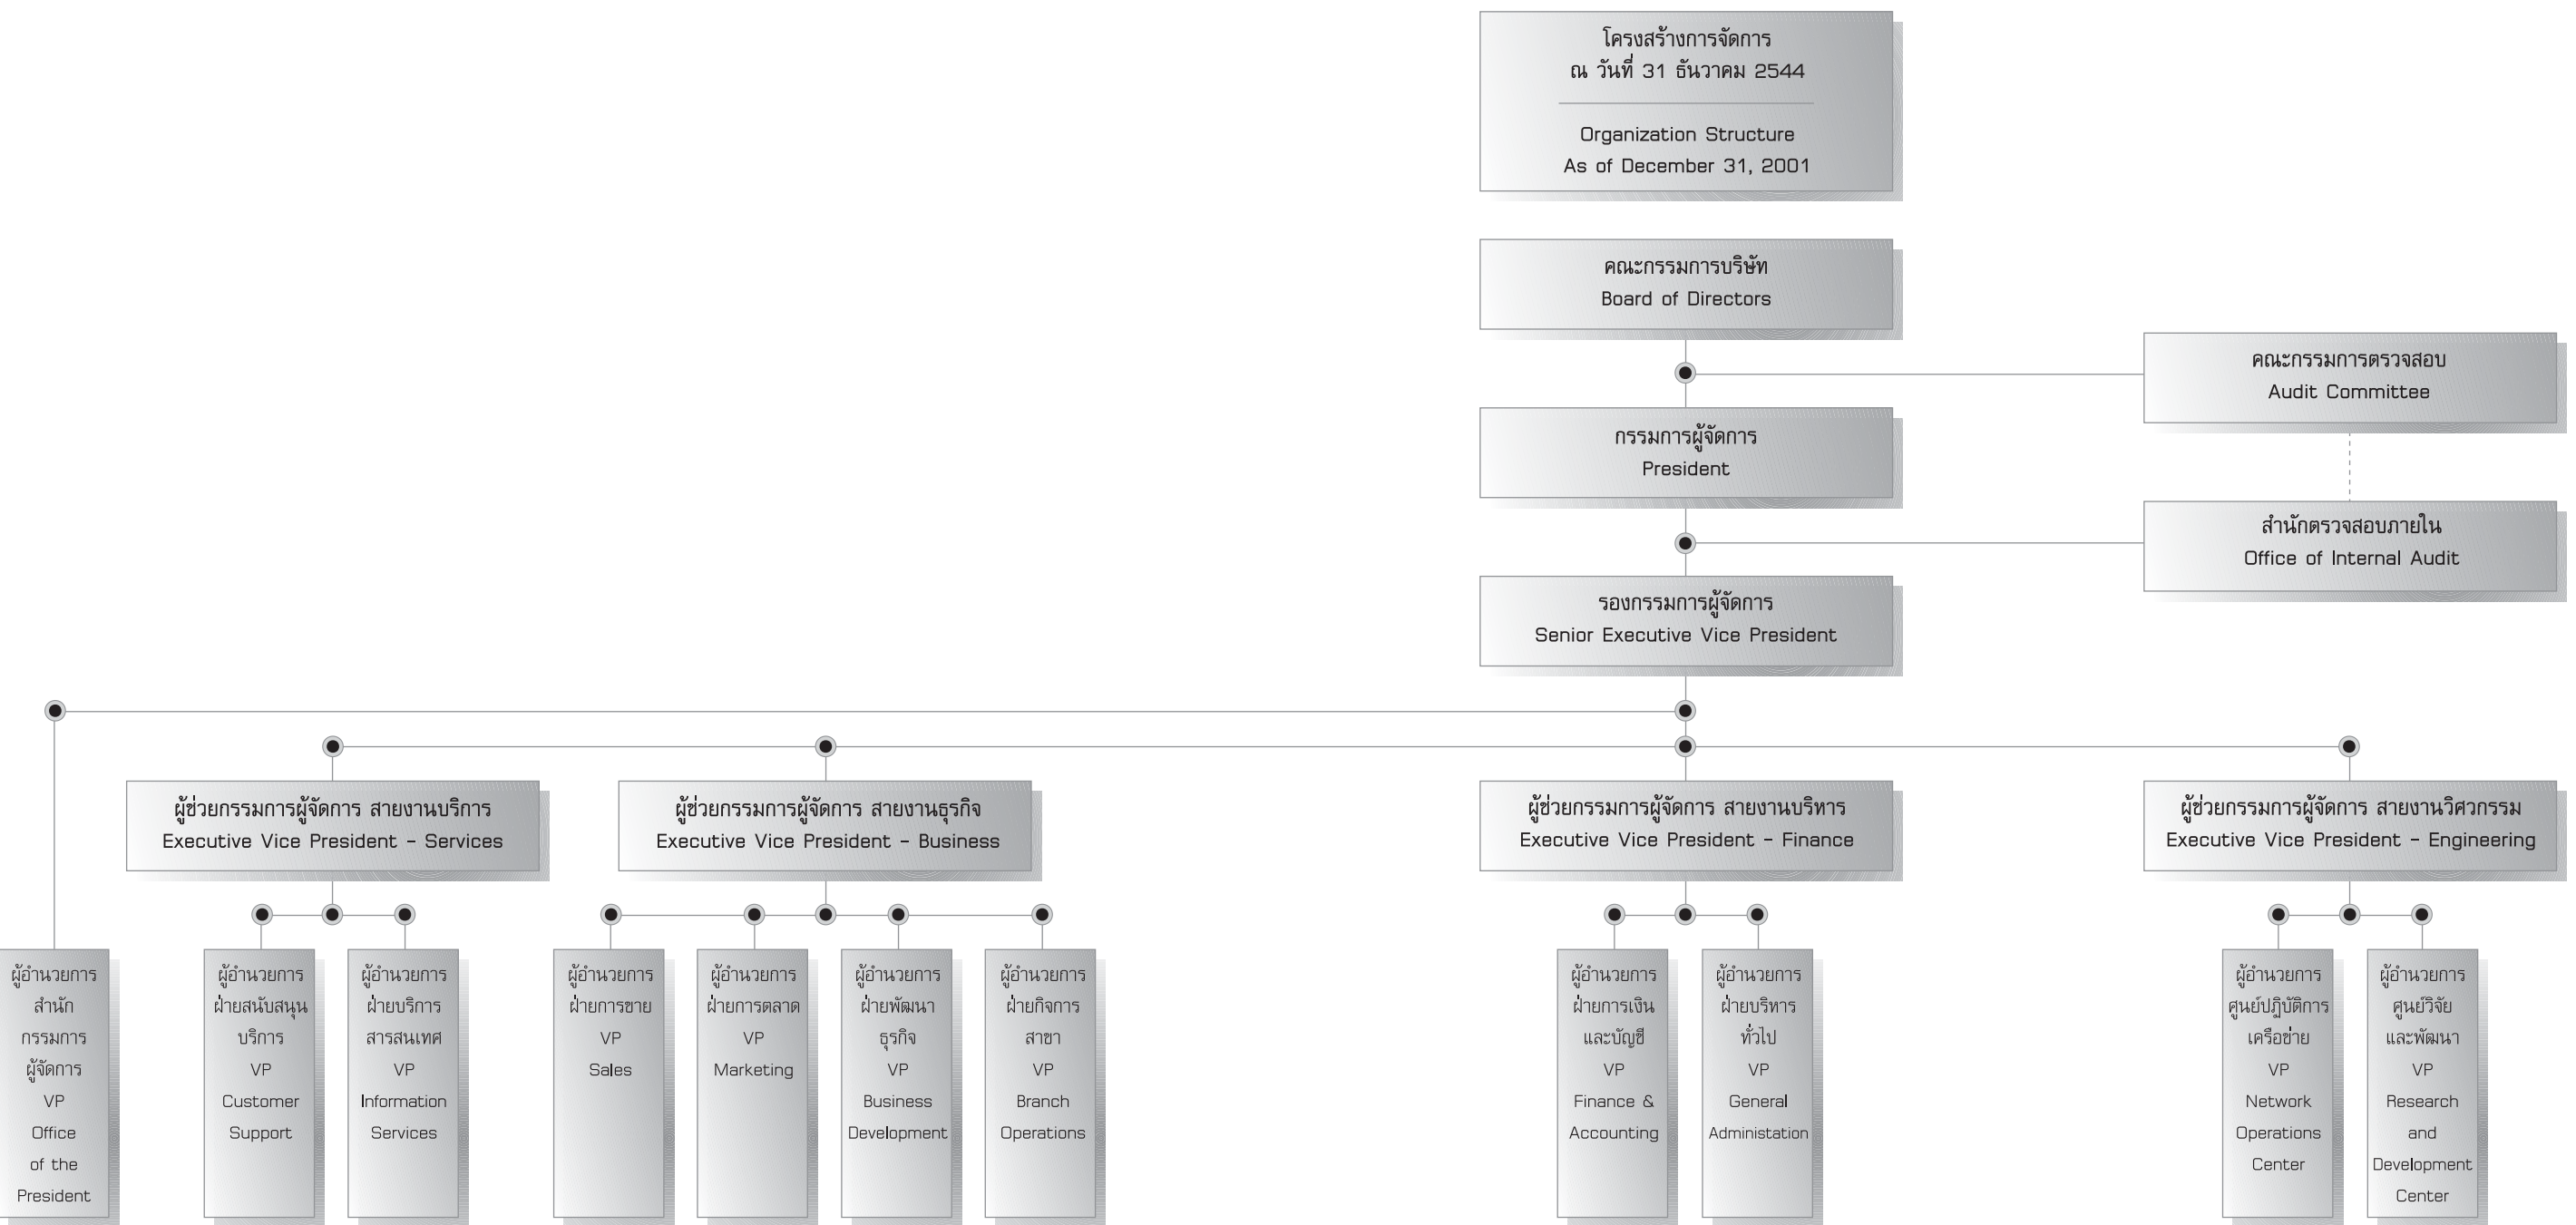 โครงสร้างการจัดการ
ณ วันที่ 31 ธันวาคม 2544
Organization Structure
As of December 31, 2001
คณะกรรมการบริษัท
Board of Directors
คณะกรรมการตรวจสอบ
Audit Committee
กรรมการผู้จัดการ
President
สำนักตรวจสอบภายใน
Office of Internal Audit
รองกรรมการผู้จัดการ
Senior Executive Vice President
ผู้ช่วยกรรมการผู้จัดการ สายงานบริการ
Executive Vice President - Services
ผู้ช่วยกรรมการผู้จัดการ สายงานธุรกิจ
Executive Vice President - Business
ผู้ช่วยกรรมการผู้จัดการ สายงานบริหาร
Executive Vice President - Finance
ผู้ช่วยกรรมการผู้จัดการ สายงานวิศวกรรม
Executive Vice President - Engineering
ผู้อำนวยการ
สำนัก
กรรมการ
ผู้จัดการ
VP
Office
of the
President
ผู้อำนวยการ
ฝ่ายสนับสนุน
บริการ
VP
Customer
Support
ผู้อำนวยการ
ฝ่ายบริการ
สารสนเทศ
VP
Information
Services
ผู้อำนวยการ
ฝ่ายการขาย
VP
Sales
ผู้อำนวยการ
ฝ่ายการตลาด
VP
Marketing
ผู้อำนวยการ
ฝ่ายพัฒนา
ธุรกิจ
VP
Business
Development
ผู้อำนวยการ
ฝ่ายกิจการ
สาขา
VP
Branch
Operations
ผู้อำนวยการ
ฝ่ายการเงิน
และบัญชี
VP
Finance &
Accounting
ผู้อำนวยการ
ฝ่ายบริหาร
ทั่วไป
VP
General
Administation
ผู้อำนวยการ
ศูนย์ปฏิบัติการ
เครือข่าย
VP
Network
Operations
Center
ผู้อำนวยการ
ศูนย์วิจัย
และพัฒนา
VP
Research
and
Development
Center